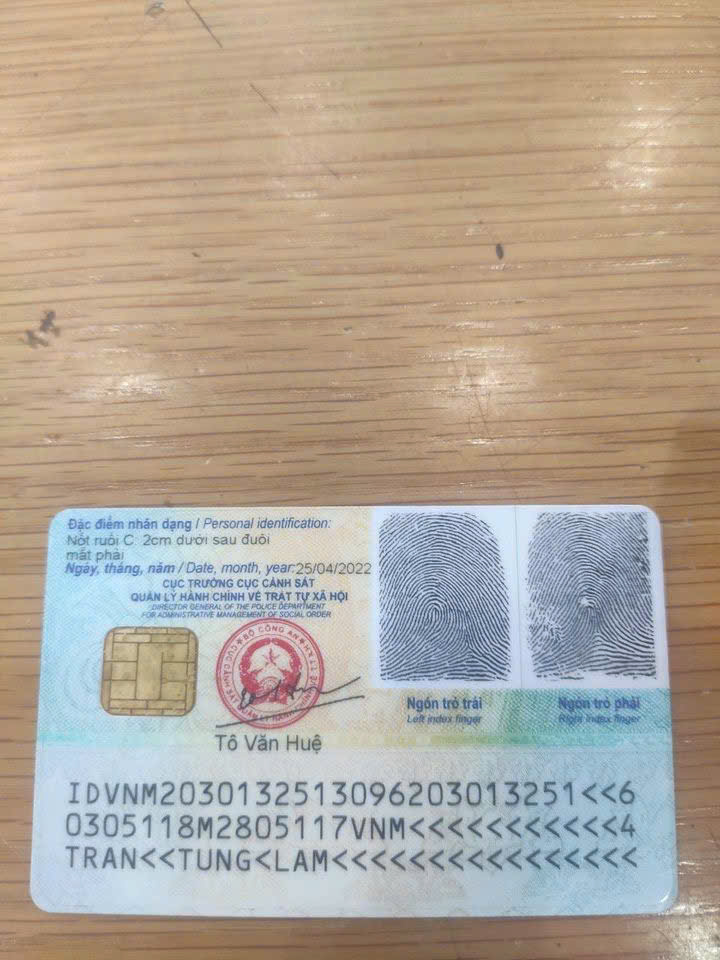 Đặc điểm nhân dạng / Personal identification:
Nốt ruồi C. 2cm dưới sau đuôi
mắt phải
Ngày, tháng, năm / Date, month, year: 25/04/2022
CỤC TRƯỞNG CỤC CẢNH SÁT
QUẢN LÝ HÀNH CHÍNH VỀ TRẬT TỰ XÃ HỘI
DIRECTOR GENERAL OF THE POLICE DEPARTMENT
FOR ADMINISTRATIVE MANAGEMENT OF SOCIAL ORDER
BỘ CÔNG AN
Tô Văn Huệ
Ngón trỏ trái
Left index finger
Ngón trỏ phải
Right index finger
IDVNM2030132513096203013251<<6
0305118M2805117VNM<<<<<<<<<<<4
TRAN<<TUNG<LAM<<<<<<<<<<<<<<<<